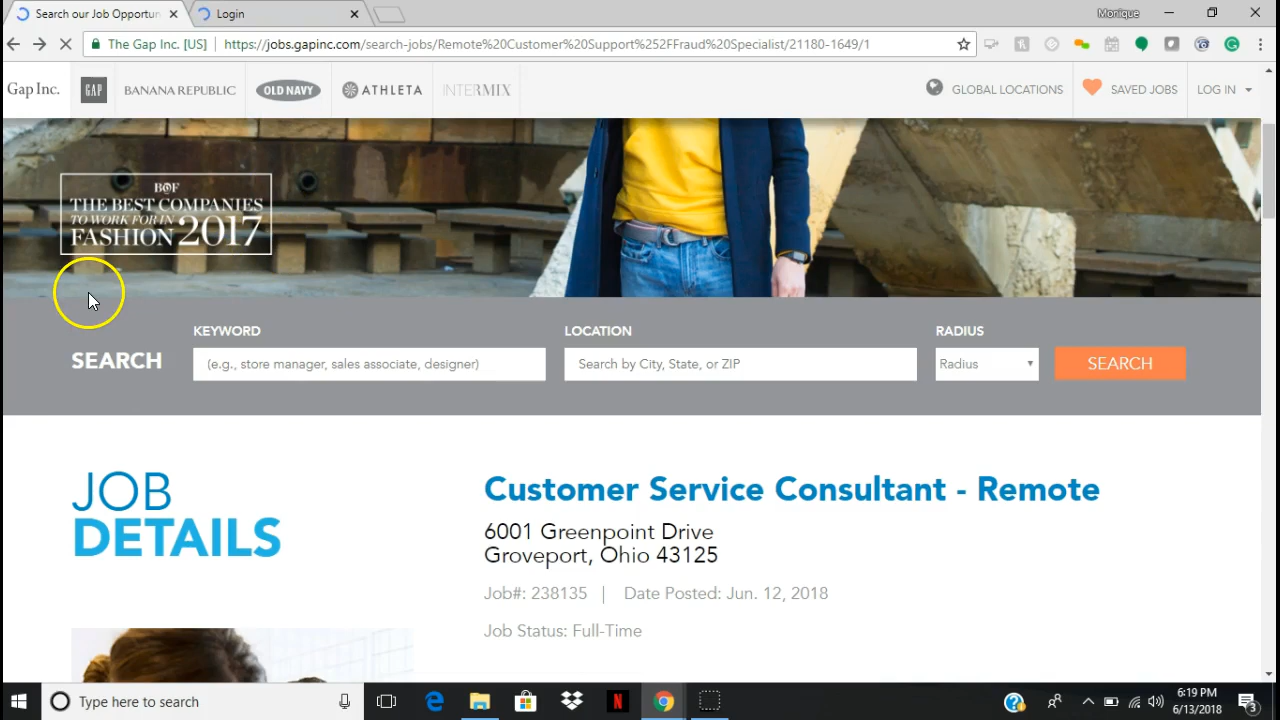 Search our Job Opportun
Login
Monique
The Gap Inc. [US]
https://jobs.gapinc.com/search-jobs/Remote%20Customer%20Support%252FFraud%20Specialist/21180-1649/1
Gap Inc.
GAP
BANANA REPUBLIC
OLD NAVY
ATHLETA
INTERMIX
GLOBAL LOCATIONS
SAVED JOBS
LOG IN
BOF
THE BEST COMPANIES
TO WORK FOR IN
FASHION 2017
KEYWORD
LOCATION
RADIUS
SEARCH
(e.g., store manager, sales associate, designer)
Search by City, State, or ZIP
Radius
SEARCH
JOB
DETAILS
Customer Service Consultant - Remote
6001 Greenpoint Drive
Groveport, Ohio 43125
Job#: 238135 | Date Posted: Jun. 12, 2018
Job Status: Full-Time
Type here to search
6:19 PM
6/13/2018
3